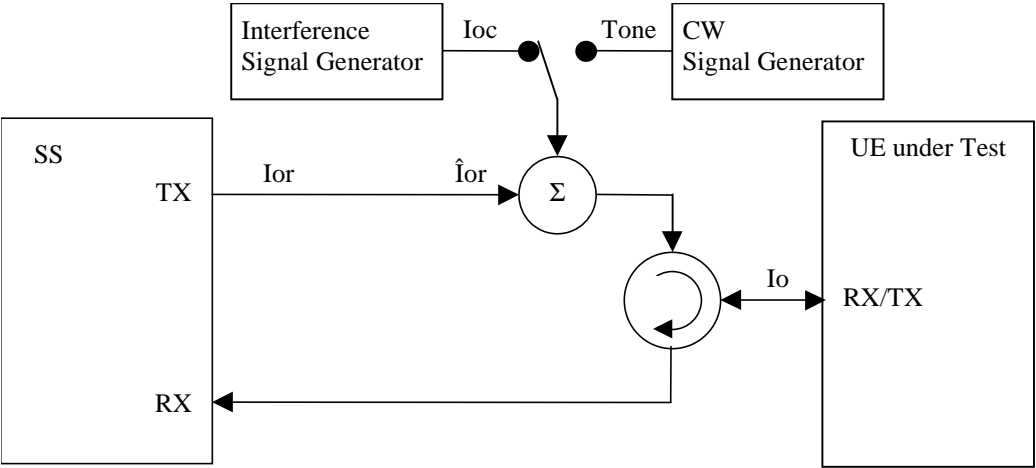 Interference
Signal Generator
Ioc
Tone
CW
Signal Generator
SS
TX
Ior
Îor
Σ
UE under Test
Io
RX/TX
RX